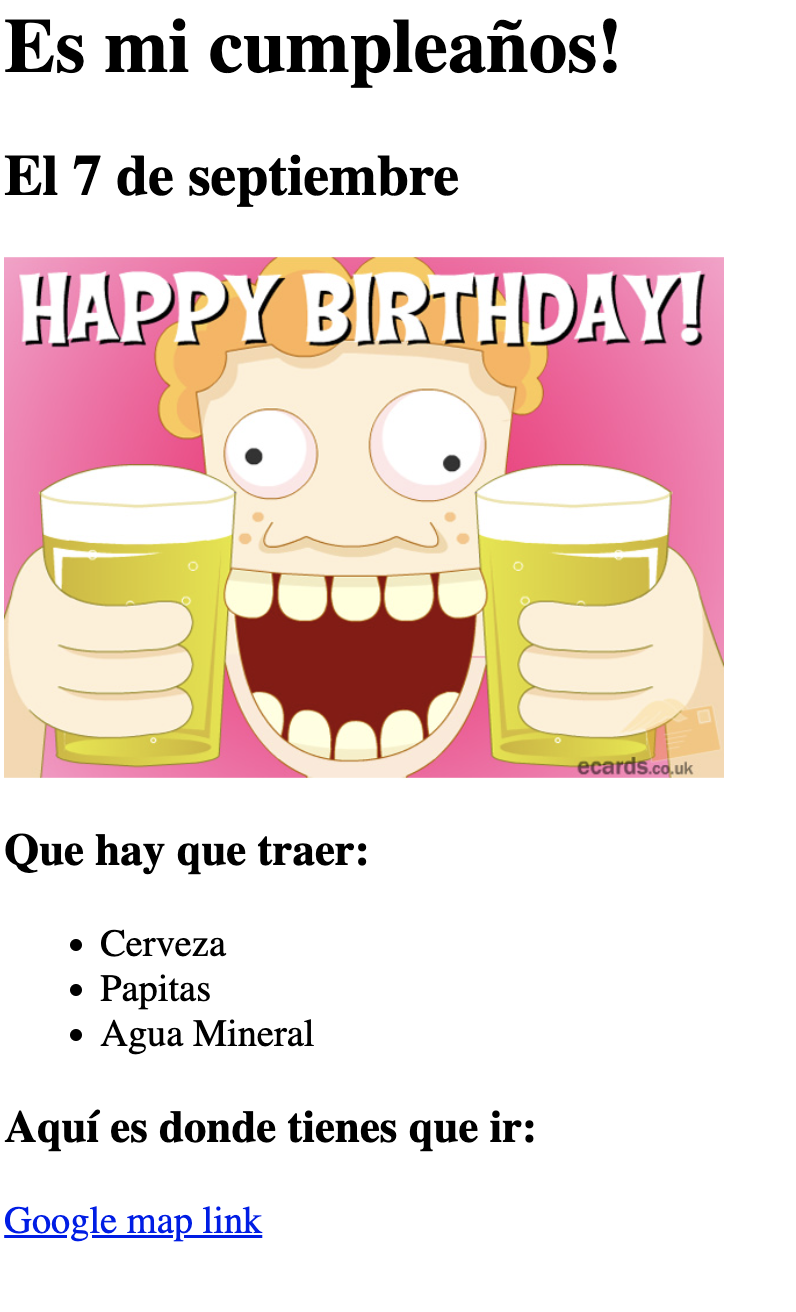 Es mi cumpleaños!
El 7 de septiembre
HAPPY BIRTHDAY!
ecards.co.uk
Que hay que traer:
• Cerveza
• Papitas
• Agua Mineral
Aquí es donde tienes que ir:
Google map link